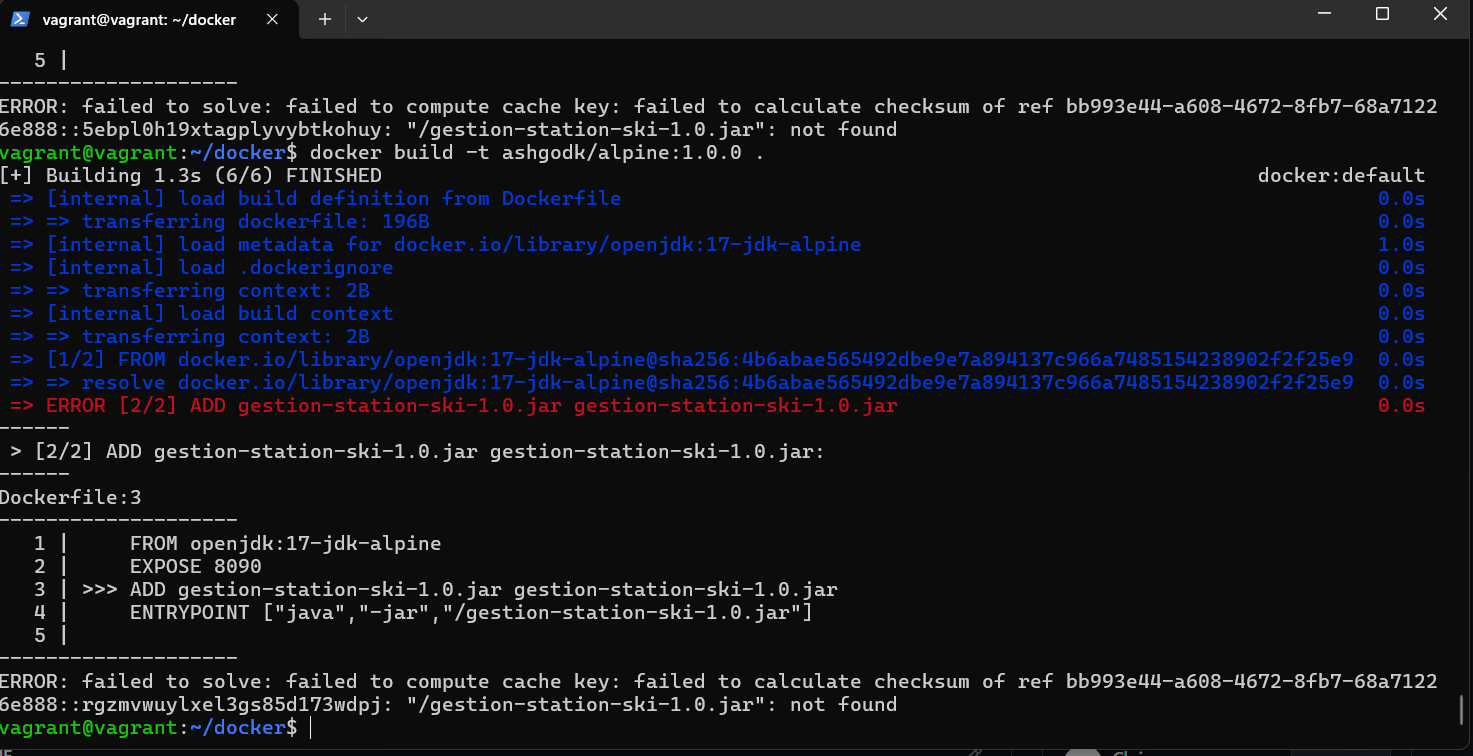 vagrant@vagrant: ~/docker
5 |
--------------------
ERROR: failed to solve: failed to compute cache key: failed to calculate checksum of ref bb993e44-a608-4672-8fb7-68a7122
6e888::5ebpl0h19xtagplyvybtkohuy: "/gestion-station-ski-1.0.jar": not found
vagrant@vagrant:~/docker$ docker build -t ashgodk/alpine:1.0.0 .
[+] Building 1.3s (6/6) FINISHED docker:default
=> [internal] load build definition from Dockerfile 0.0s
=> => transferring dockerfile: 196B 0.0s
=> [internal] load metadata for docker.io/library/openjdk:17-jdk-alpine 1.0s
=> [internal] load .dockerignore 0.0s
=> => transferring context: 2B 0.0s
=> [internal] load build context 0.0s
=> => transferring context: 2B 0.0s
=> [1/2] FROM docker.io/library/openjdk:17-jdk-alpine@sha256:4b6abae565492dbe9e7a894137c966a7485154238902f2f25e9 0.0s
=> => resolve docker.io/library/openjdk:17-jdk-alpine@sha256:4b6abae565492dbe9e7a894137c966a7485154238902f2f25e9 0.0s
=> ERROR [2/2] ADD gestion-station-ski-1.0.jar gestion-station-ski-1.0.jar 0.0s
------
> [2/2] ADD gestion-station-ski-1.0.jar gestion-station-ski-1.0.jar:
------
Dockerfile:3
--------------------
1 | FROM openjdk:17-jdk-alpine
2 | EXPOSE 8090
3 | >>> ADD gestion-station-ski-1.0.jar gestion-station-ski-1.0.jar
4 | ENTRYPOINT ["java","-jar","/gestion-station-ski-1.0.jar"]
5 |
--------------------
ERROR: failed to solve: failed to compute cache key: failed to calculate checksum of ref bb993e44-a608-4672-8fb7-68a7122
6e888::rgzmvwuylxel3gs85d173wdpj: "/gestion-station-ski-1.0.jar": not found
vagrant@vagrant:~/docker$